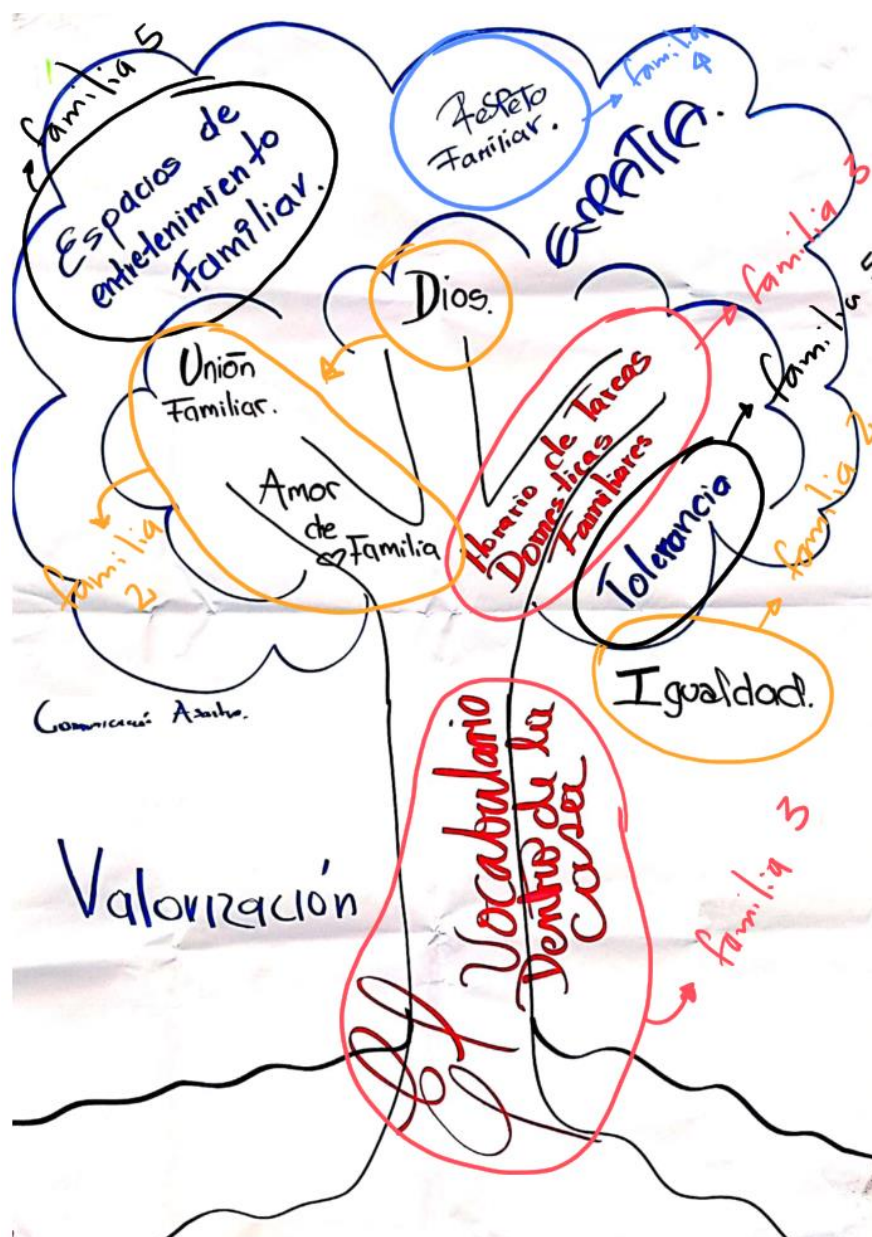 familia 5
Espacios de
entretenimiento
Familiar.
Respeto
Familiar.
familia
4
EMPATIA.
familia 3
Dios.
Unión
Familiar.
Amor
de
Familia
familia
2
Horario de Tareas
Domesticas
Familiares
familia 5
Tolerancia
familia 2
Igualdad.
Valorización
El Vocabulario
Dentro de la
casa
familia 3